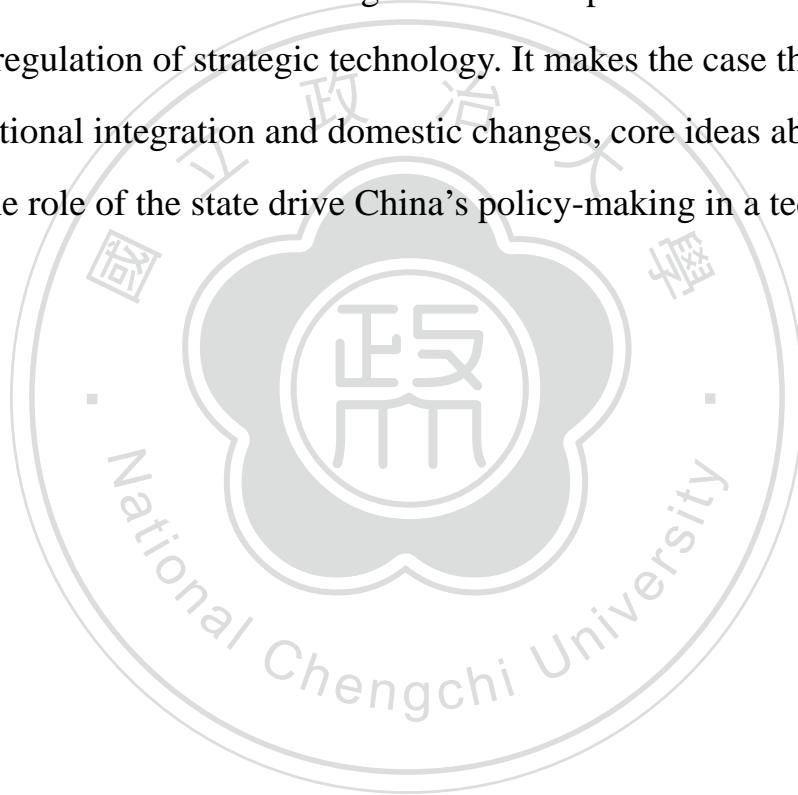 regulation of strategic technology. It makes the case th
tional integration and domestic changes, core ideas ab
e role of the state drive China's policy-making in a te
國立政治大學
政
National Chengchi University